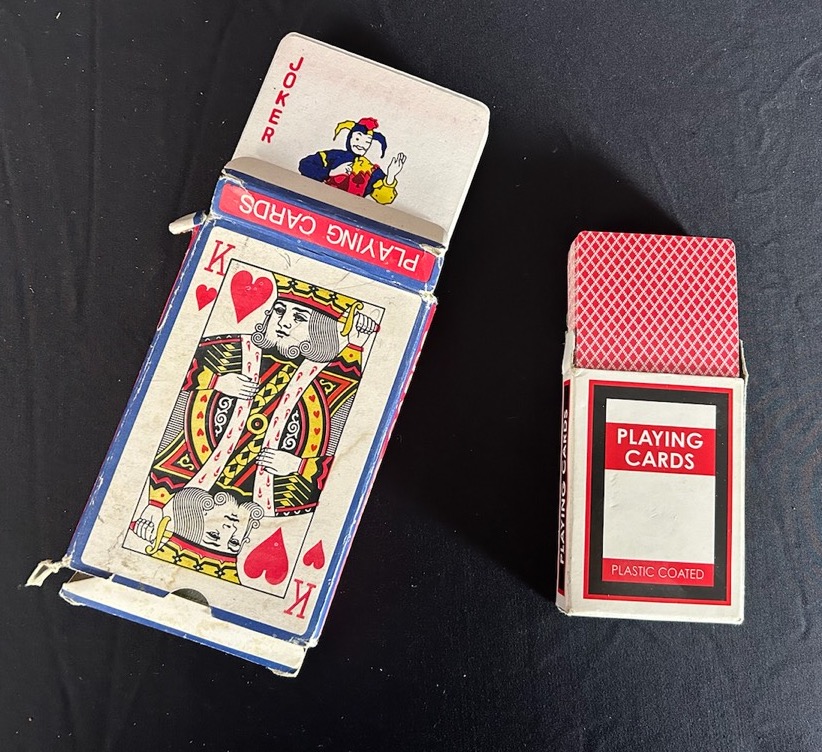 JOKER
PLAYING CARDS
K
K
PLAYING CARDS
PLAYING
CARDS
PLASTIC COATED